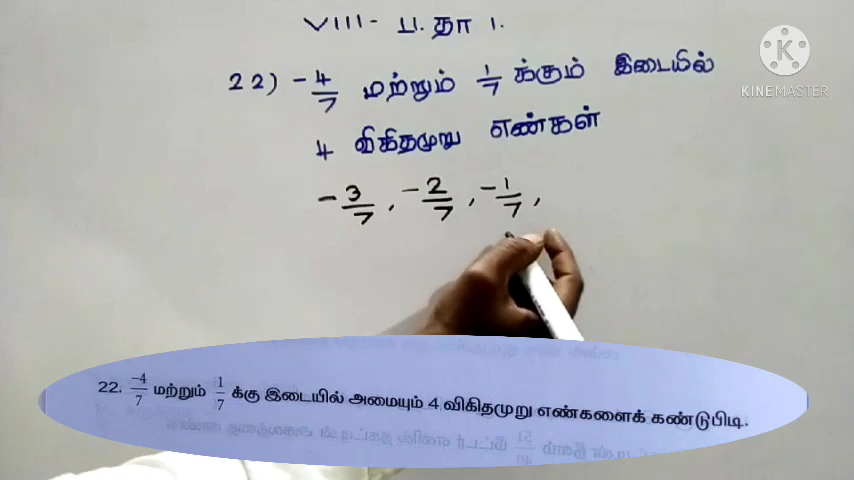 VIII- ப. தா 1.
KINEMASTER
22) -4/7 மற்றும் 1/7 க்கும் இடையில்
4 விகிதமுறு எண்கள்
-3/7, -2/7, -1/7,
22. -4/7 மற்றும் 1/7 க்கு இடையில் அமையும் 4 விகிதமுறு எண்களைக் கண்டுபிடி.